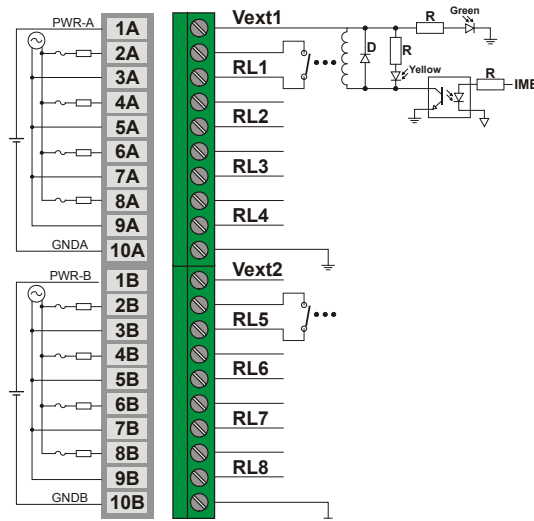 PWR-A 1A Vext1 R Green
2A D R
3A RL1 Yellow
4A R IME
5A RL2
6A
7A RL3
8A
9A RL4
GNDA 10A
PWR-B 1B Vext2
2B
3B RL5
4B
5B RL6
6B
7B RL7
8B
9B RL8
GNDB 10B